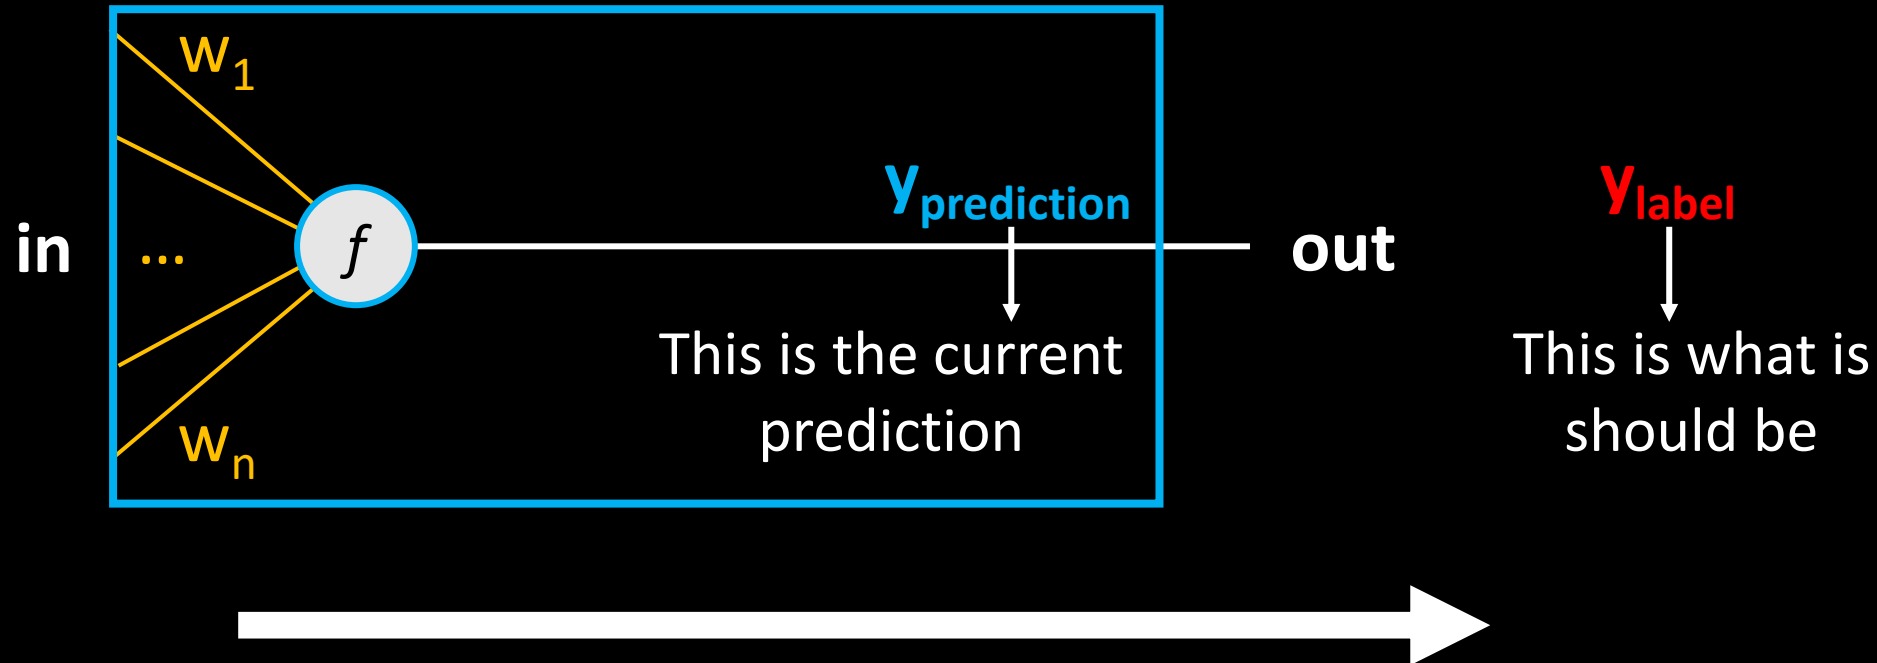 w1
in
...
f
yprediction
out
ylabel
This is the current
prediction
This is what is
should be
wn